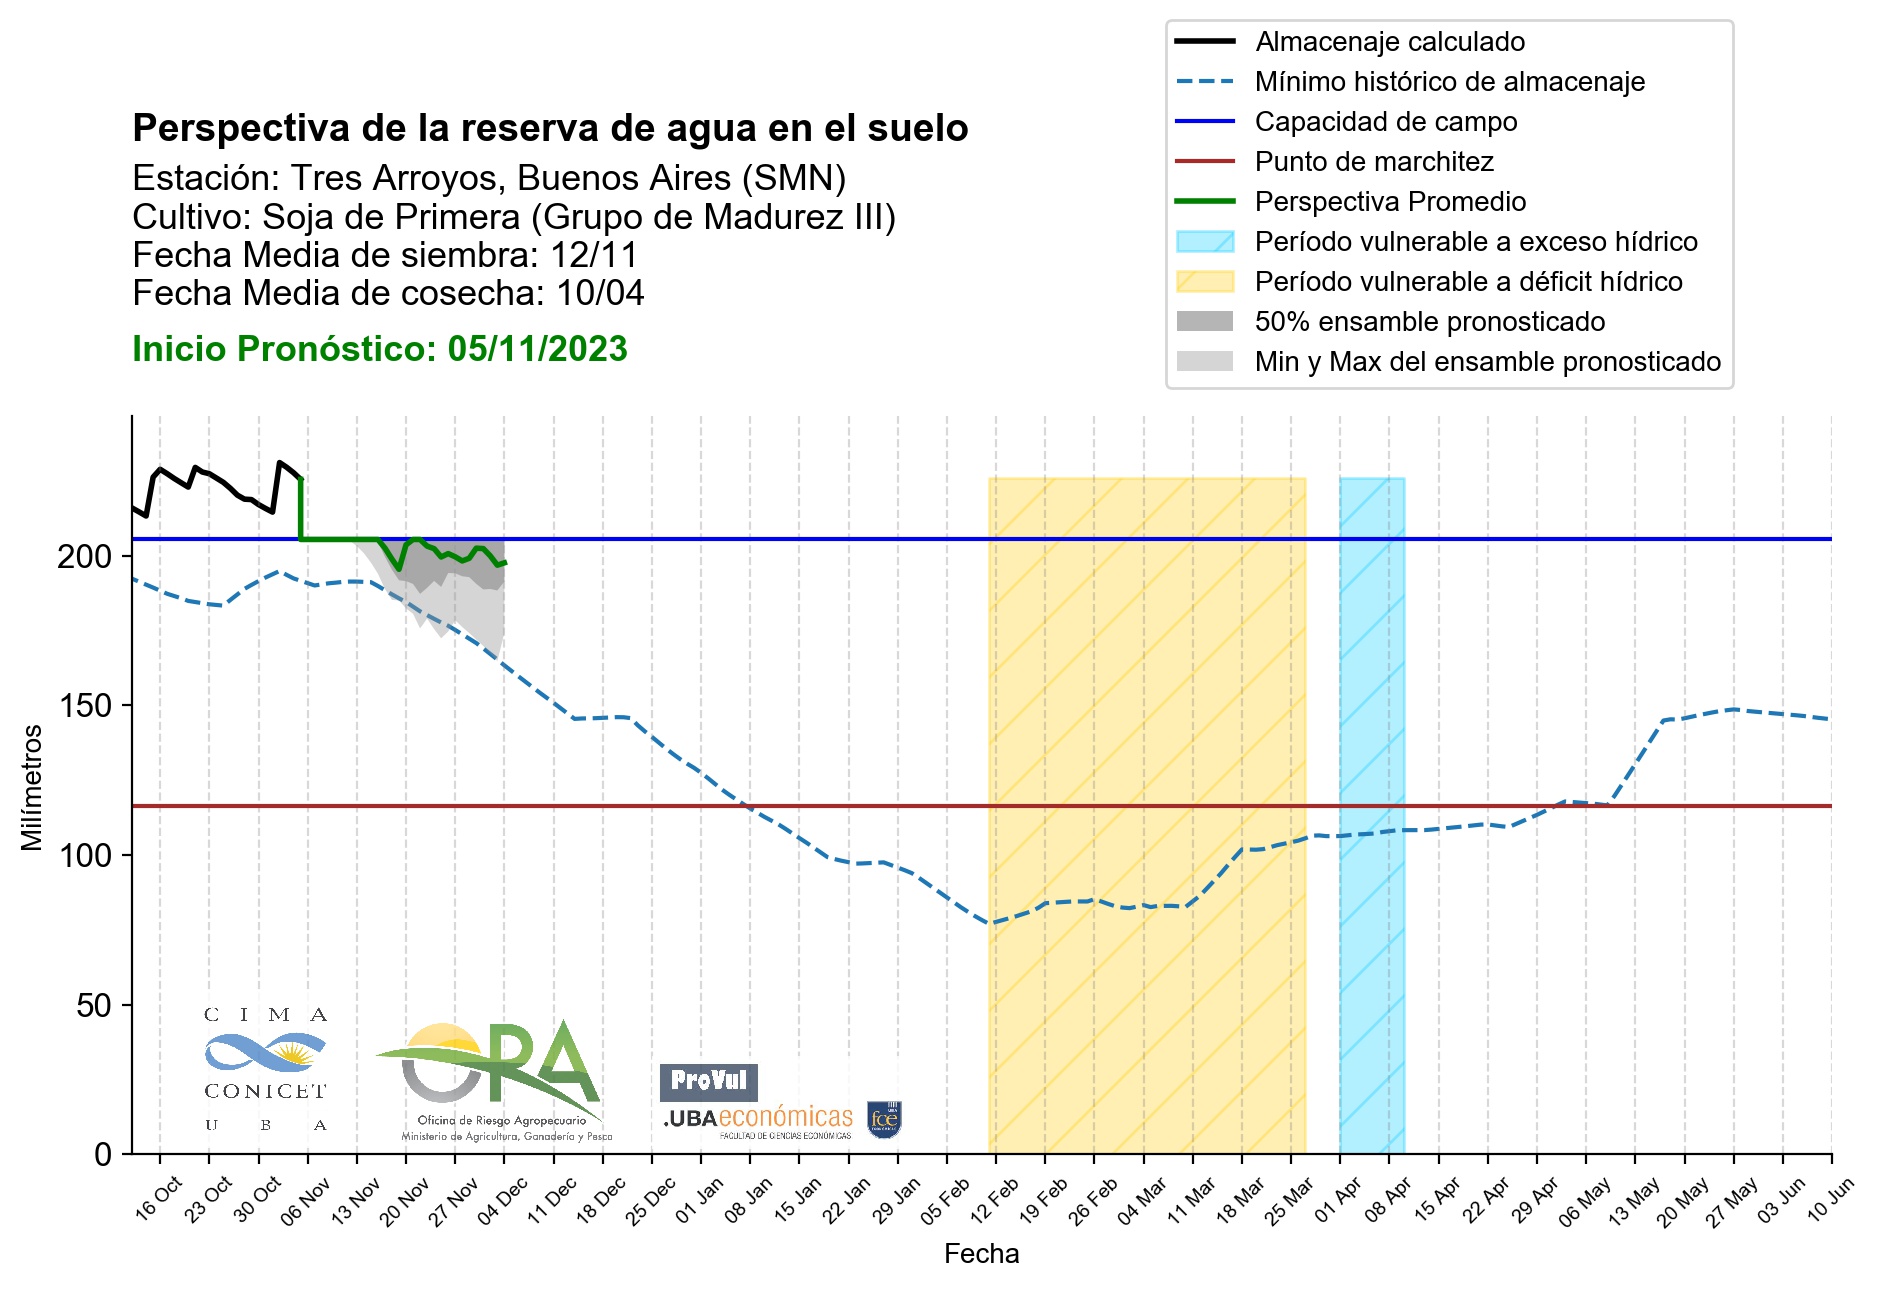 Almacenaje calculado
Mínimo histórico de almacenaje
Capacidad de campo
Punto de marchitez
Perspectiva Promedio
Período vulnerable a exceso hídrico
Período vulnerable a déficit hídrico
50% ensamble pronosticado
Min y Max del ensamble pronosticado
Perspectiva de la reserva de agua en el suelo
Estación: Tres Arroyos, Buenos Aires (SMN)
Cultivo: Soja de Primera (Grupo de Madurez III)
Fecha Media de siembra: 12/11
Fecha Media de cosecha: 10/04
Inicio Pronóstico: 05/11/2023
Milímetros
200
150
100
50
0
CIMA
CONICET
UBA
ORA
Oficina de Riesgo Agropecuario
Ministerio de Agricultura, Ganadería y Pesca
ProVul
.UBAeconómicas
FACULTAD DE CIENCIAS ECONÓMICAS
fce
16 Oct
23 Oct
30 Oct
06 Nov
13 Nov
20 Nov
27 Nov
04 Dec
11 Dec
18 Dec
25 Dec
01 Jan
08 Jan
15 Jan
22 Jan
29 Jan
05 Feb
12 Feb
19 Feb
26 Feb
04 Mar
11 Mar
18 Mar
25 Mar
01 Apr
08 Apr
15 Apr
22 Apr
29 Apr
06 May
13 May
20 May
27 May
03 Jun
10 Jun
Fecha